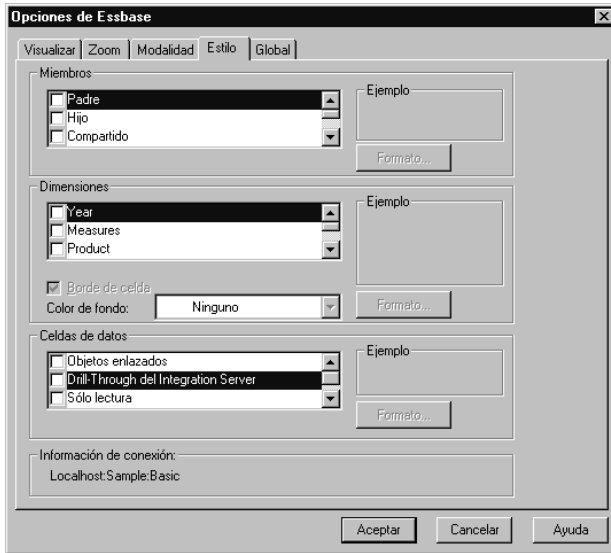 Opciones de Essbase
Visualizar Zoom Modalidad Estilo Global
Miembros
Padre
Hijo
Compartido
Ejemplo
Formato...
Dimensiones
Year
Measures
Product
Ejemplo
Borde de celda
Color de fondo: Ninguno
Formato...
Celdas de datos
Objetos enlazados
Drill-Through del Integration Server
Sólo lectura
Ejemplo
Formato...
Información de conexión:
Localhost:Sample:Basic
Aceptar Cancelar Ayuda